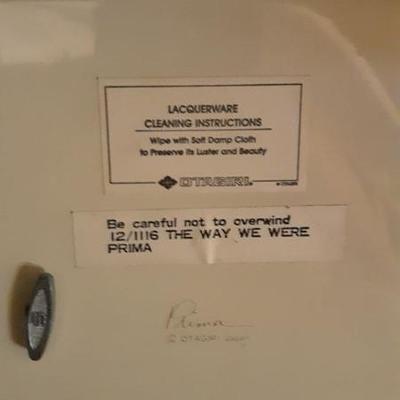 LACQUERWARE
CLEANING INSTRUCTIONS
Wipe with Soft Damp Cloth
to Preserve its Luster and Beauty
OTAGIRI
Be careful not to overwind
12/1116 THE WAY WE WERE
PRIMA
Prima
© OTAGIRI